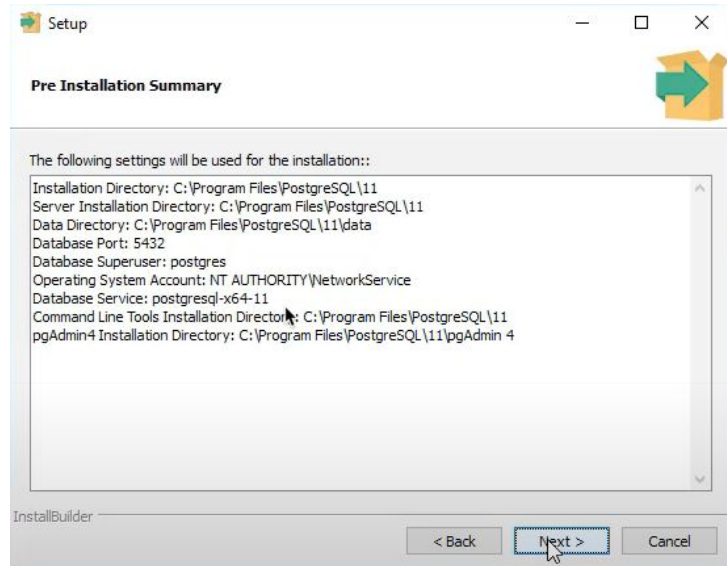 Setup
Pre Installation Summary
The following settings will be used for the installation::
Installation Directory: C:\Program Files\PostgreSQL\11
Server Installation Directory: C:\Program Files\PostgreSQL\11
Data Directory: C:\Program Files\PostgreSQL\11\data
Database Port: 5432
Database Superuser: postgres
Operating System Account: NT AUTHORITY\NetworkService
Database Service: postgresql-x64-11
Command Line Tools Installation Directory: C:\Program Files\PostgreSQL\11
pgAdmin4 Installation Directory: C:\Program Files\PostgreSQL\11\pgAdmin 4
InstallBuilder
< Back
Next >
Cancel